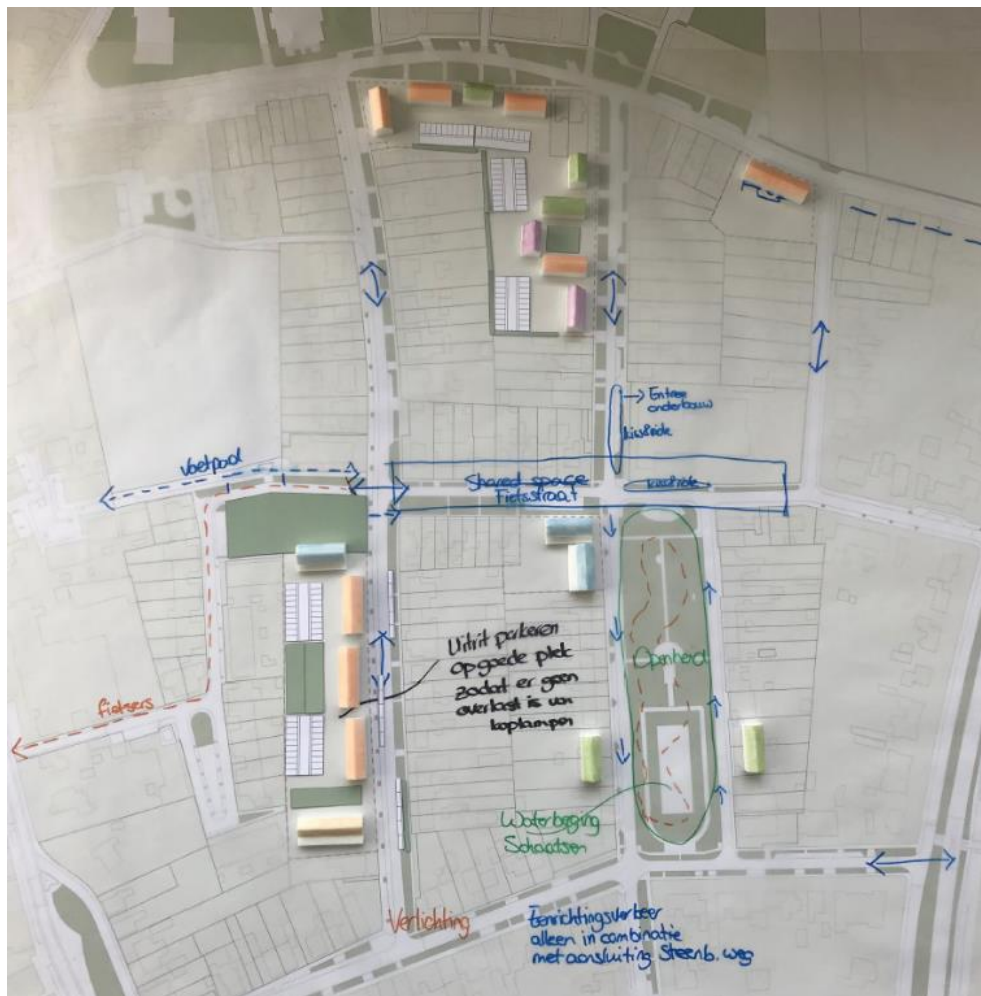 Entree
onderbouw
kiss&ride
Voetpad
Shared space
Fietsstraat
kiss&ride
Uitrit parkeren
op goede plek
zodat er geen
overlast is van
koplampen
Openheid
fietsers
Waterberging
Schaatsen
Verlichting
Eenrichtingsverkeer
alleen in combinatie
met aansluiting Steenb. weg